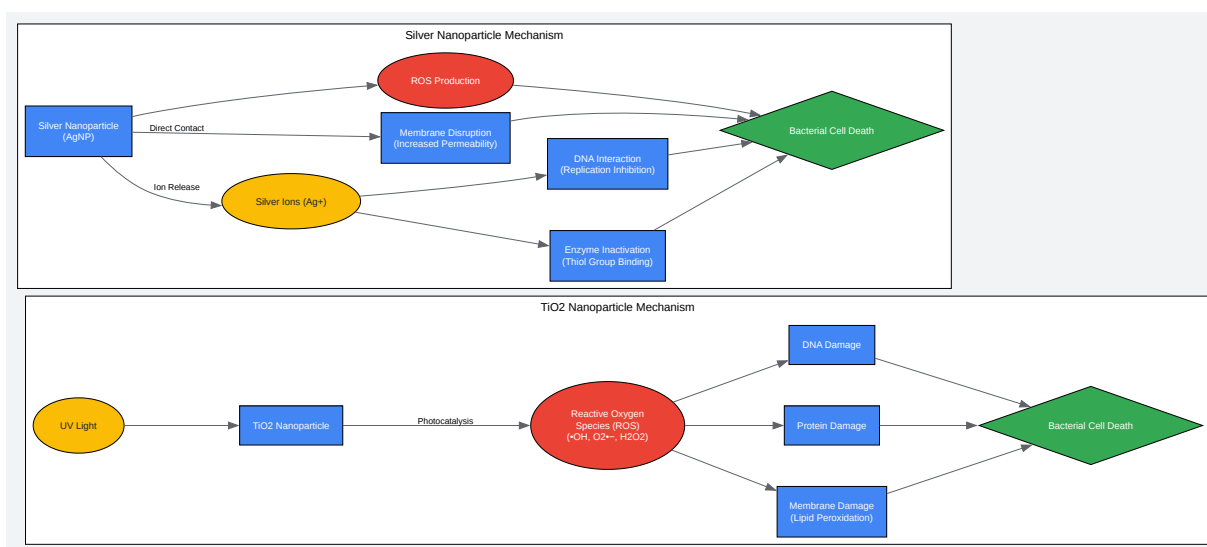 Silver Nanoparticle Mechanism
ROS Production
Silver Nanoparticle
(AgNP)
Direct Contact
Membrane Disruption
(Increased Permeability)
Bacterial Cell Death
DNA Interaction
(Replication Inhibition)
Ion Release
Silver Ions (Ag+)
Enzyme Inactivation
(Thiol Group Binding)
TiO2 Nanoparticle Mechanism
DNA Damage
UV Light
TiO2 Nanoparticle
Photocatalysis
Reactive Oxygen
Species (ROS)
(•OH, O2•−, H2O2)
Protein Damage
Bacterial Cell Death
Membrane Damage
(Lipid Peroxidation)